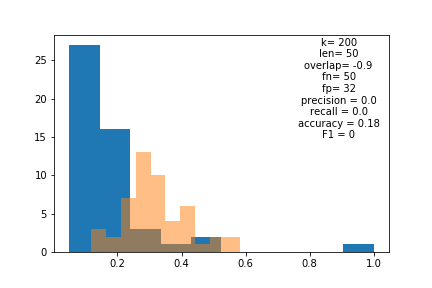 k= 200
len= 50
overlap= -0.9
fn= 50
fp= 32
precision = 0.0
recall = 0.0
accuracy = 0.18
F1 = 0
25
20
15
10
5
0
0.2 0.4 0.6 0.8 1.0